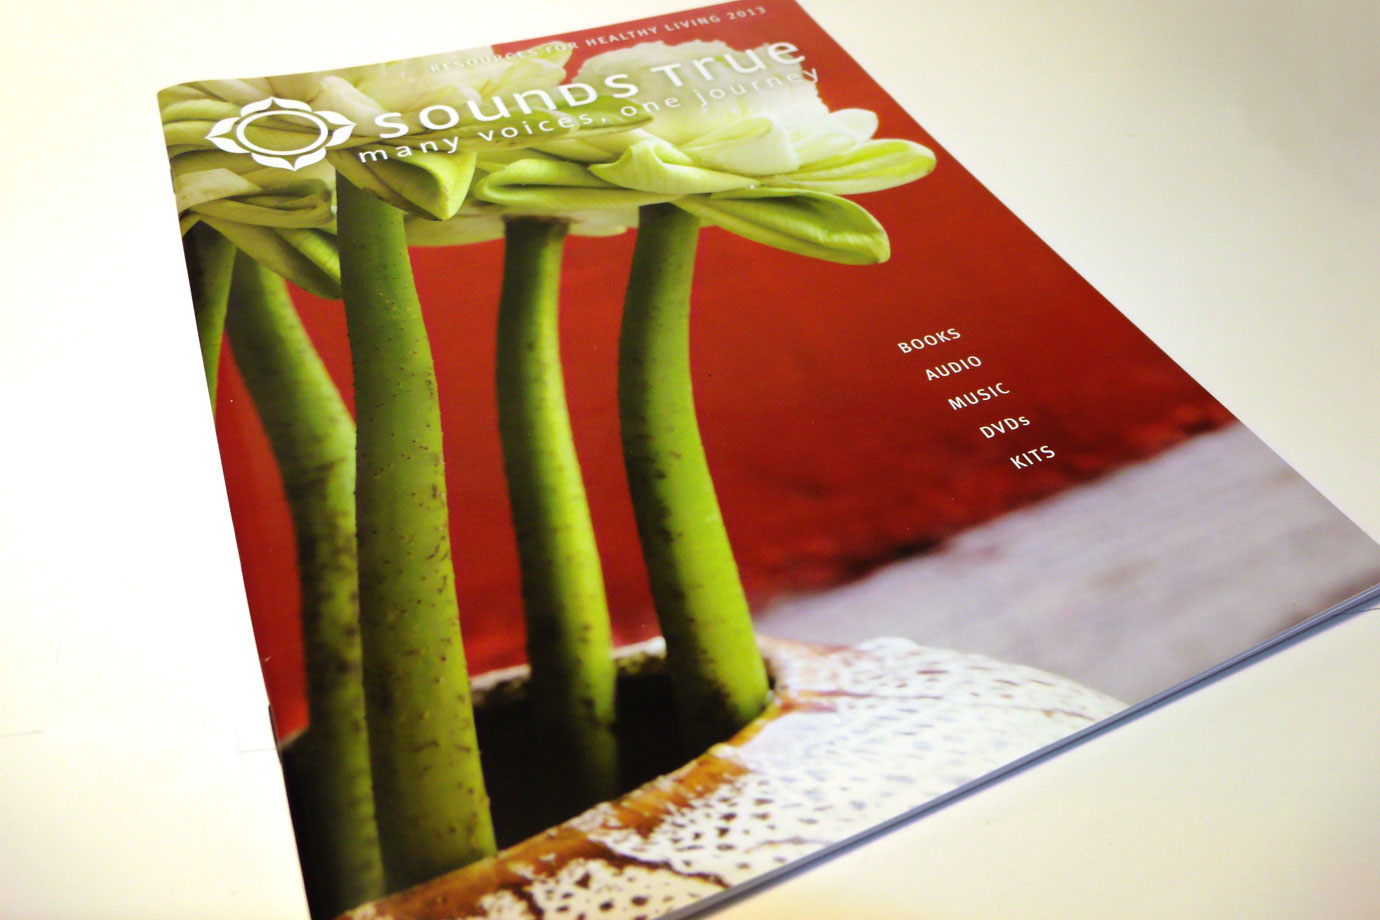 RESOURCES FOR HEALTHY LIVING 2013
sounds True
many voices, one journey
BOOKS
AUDIO
MUSIC
DVDs
KITS